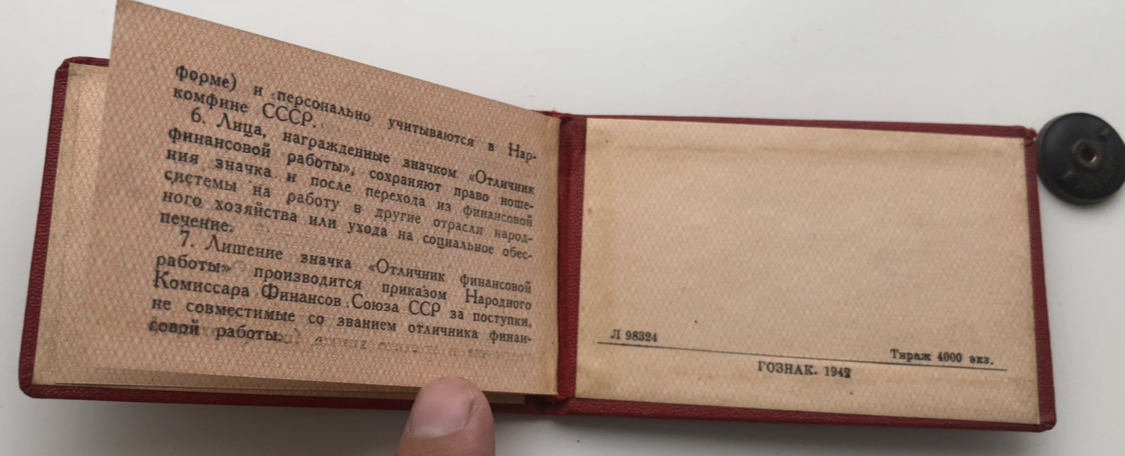 форме) и персонально учитываются в Нар-
комфине СССР.
6. Лица, награжденные значком «Отличник
финансовой работы», сохраняют право ноше-
ния значка и после перехода из финансовой
системы на работу в другие отрасли народ-
ного хозяйства или ухода на социальное обес-
печение.
7. Лишение значка «Отличник финансовой
работы» производится приказом Народного
Комиссара Финансов Союза ССР за поступки,
не совместимые со званием отличника финан-
совой работы.
Л 98324
Тираж 4000 экз.
ГОЗНАК. 1942